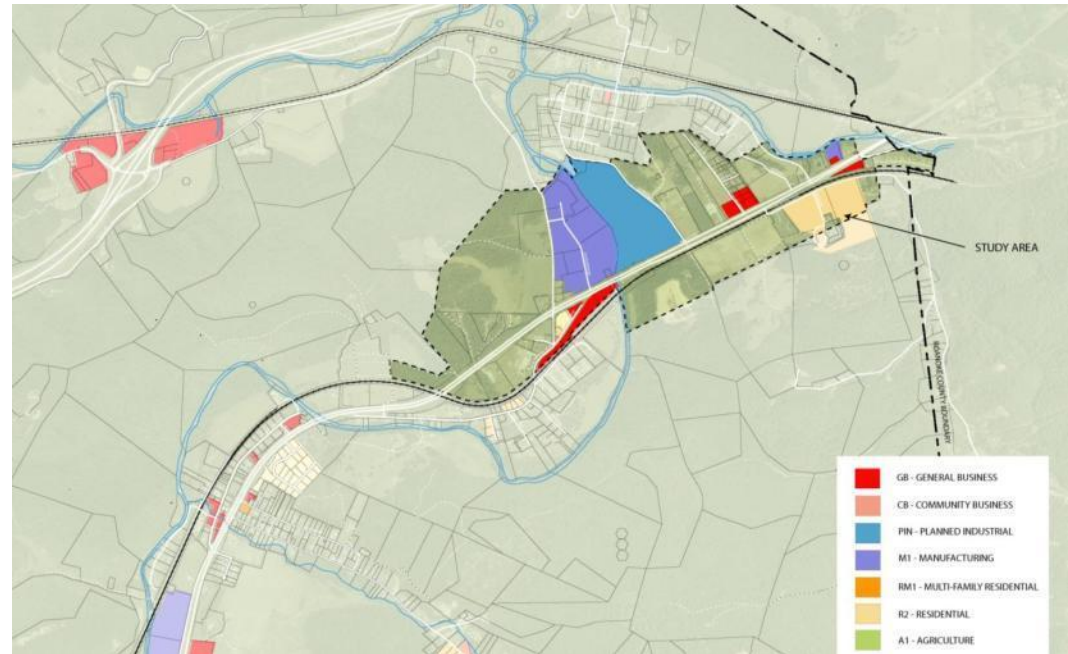 STUDY AREA
ROANOKE COUNTY BOUNDARY
GB - GENERAL BUSINESS
CB - COMMUNITY BUSINESS
PIN - PLANNED INDUSTRIAL
M1 - MANUFACTURING
RM1 - MULTI-FAMILY RESIDENTIAL
R2 - RESIDENTIAL
A1 - AGRICULTURE